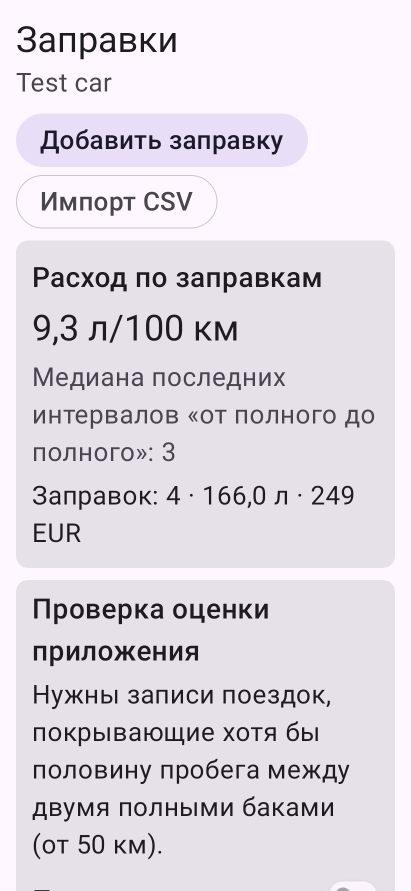 Заправки
Test car
Добавить заправку
Импорт CSV
Расход по заправкам
9,3 л/100 км
Медиана последних
интервалов «от полного до
полного»: 3
Заправок: 4 · 166,0 л · 249
EUR
Проверка оценки
приложения
Нужны записи поездок,
покрывающие хотя бы
половину пробега между
двумя полными баками
(от 50 км).